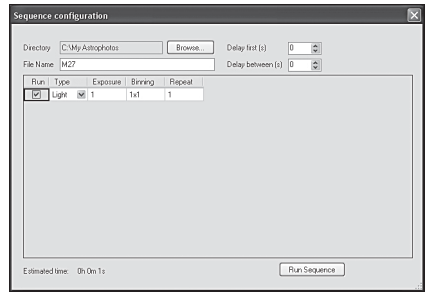 Sequence configuration
Directory C:\My Astrophotos Browse... Delay first (s) 0
File Name M27 Delay between (s) 0
Run Type Exposure Binning Repeat
Light 1 1x1 1
Estimated time: 0h 0m 1s Run Sequence